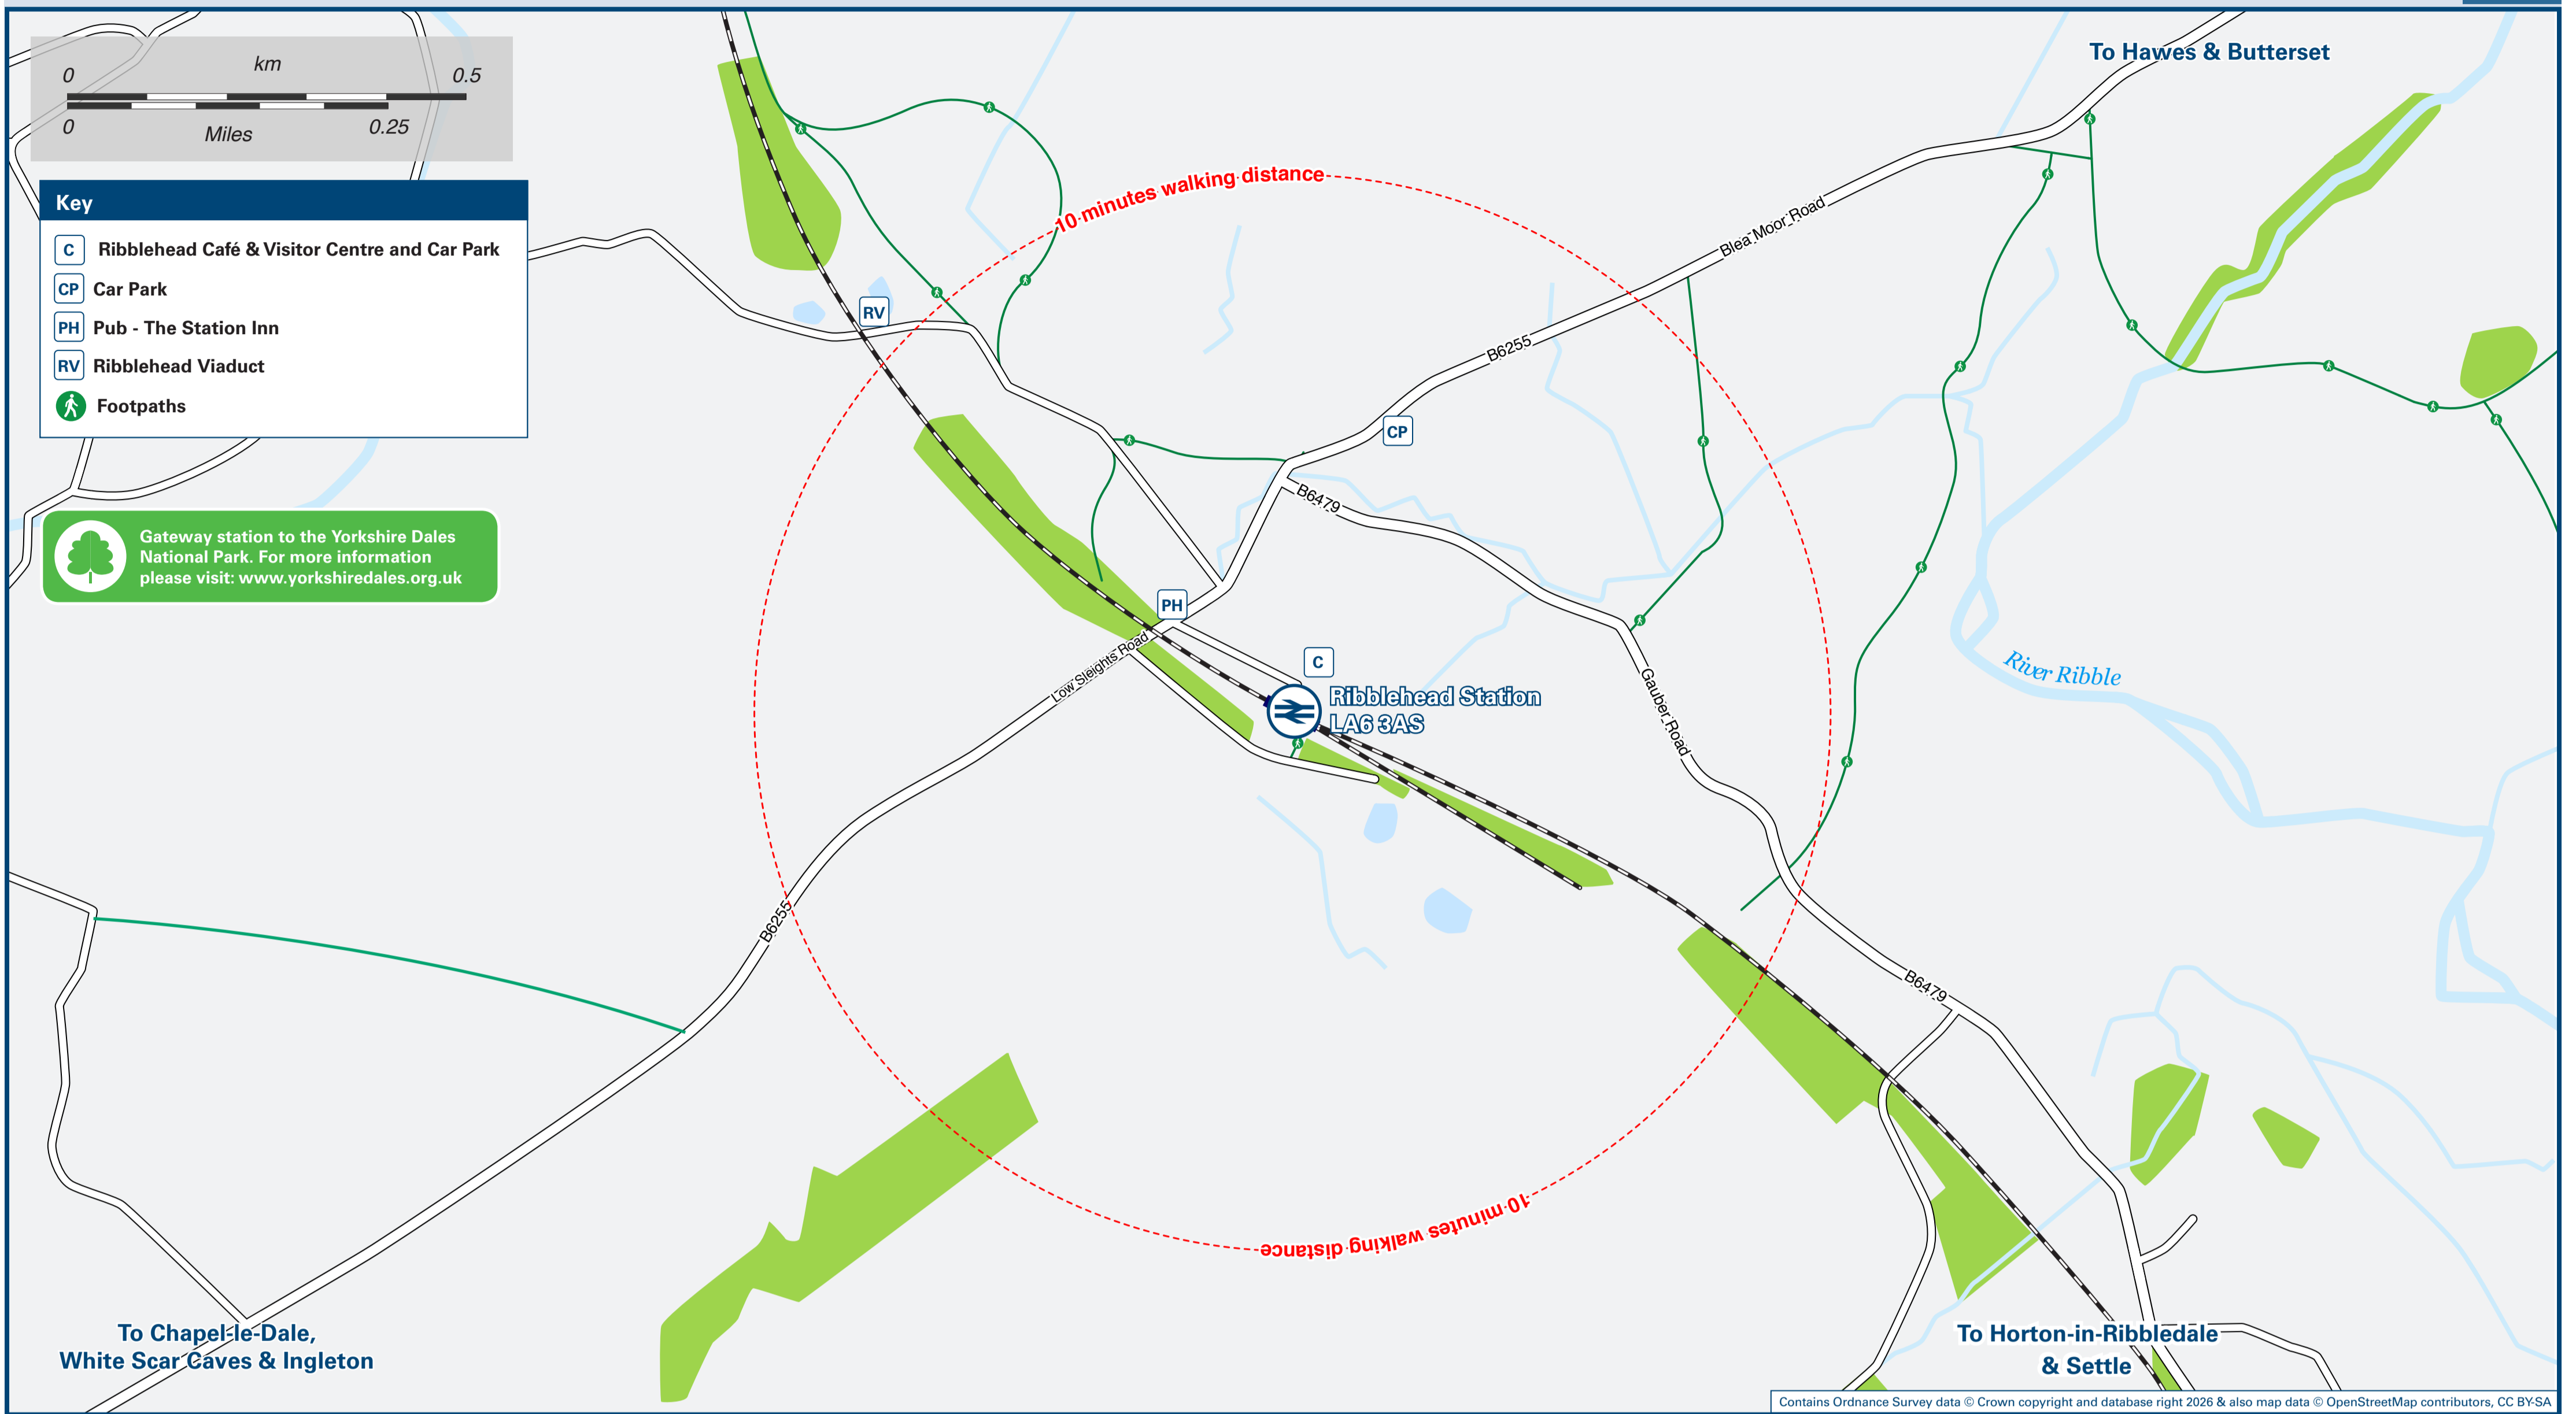 To Hawes & Butterset
km
0
0.5
0
0.25
Miles
Key
C Ribblehead Café & Visitor Centre and Car Park
CP Car Park
PH Pub - The Station Inn
RV Ribblehead Viaduct
Footpaths
10 minutes walking distance
Blea Moor Road
RV
B6255
CP
B6479
Gateway station to the Yorkshire Dales
National Park. For more information
please visit: www.yorkshiredales.org.uk
PH
Low Sleights Road
C
Ribblehead Station
LA6 3AS
Gauber Road
River Ribble
B6255
B6479
10 minutes walking distance
To Chapel-le-Dale,
White Scar Caves & Ingleton
To Horton-in-Ribbledale
& Settle
Contains Ordnance Survey data © Crown copyright and database right 2026 & also map data © OpenStreetMap contributors, CC BY-SA